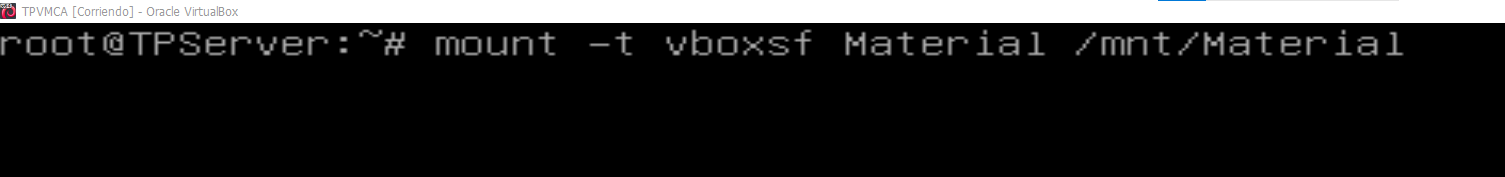 TPVMCA [Corriendo] - Oracle VirtualBox
root@TPServer:~# mount -t vboxsf Material /mnt/Material